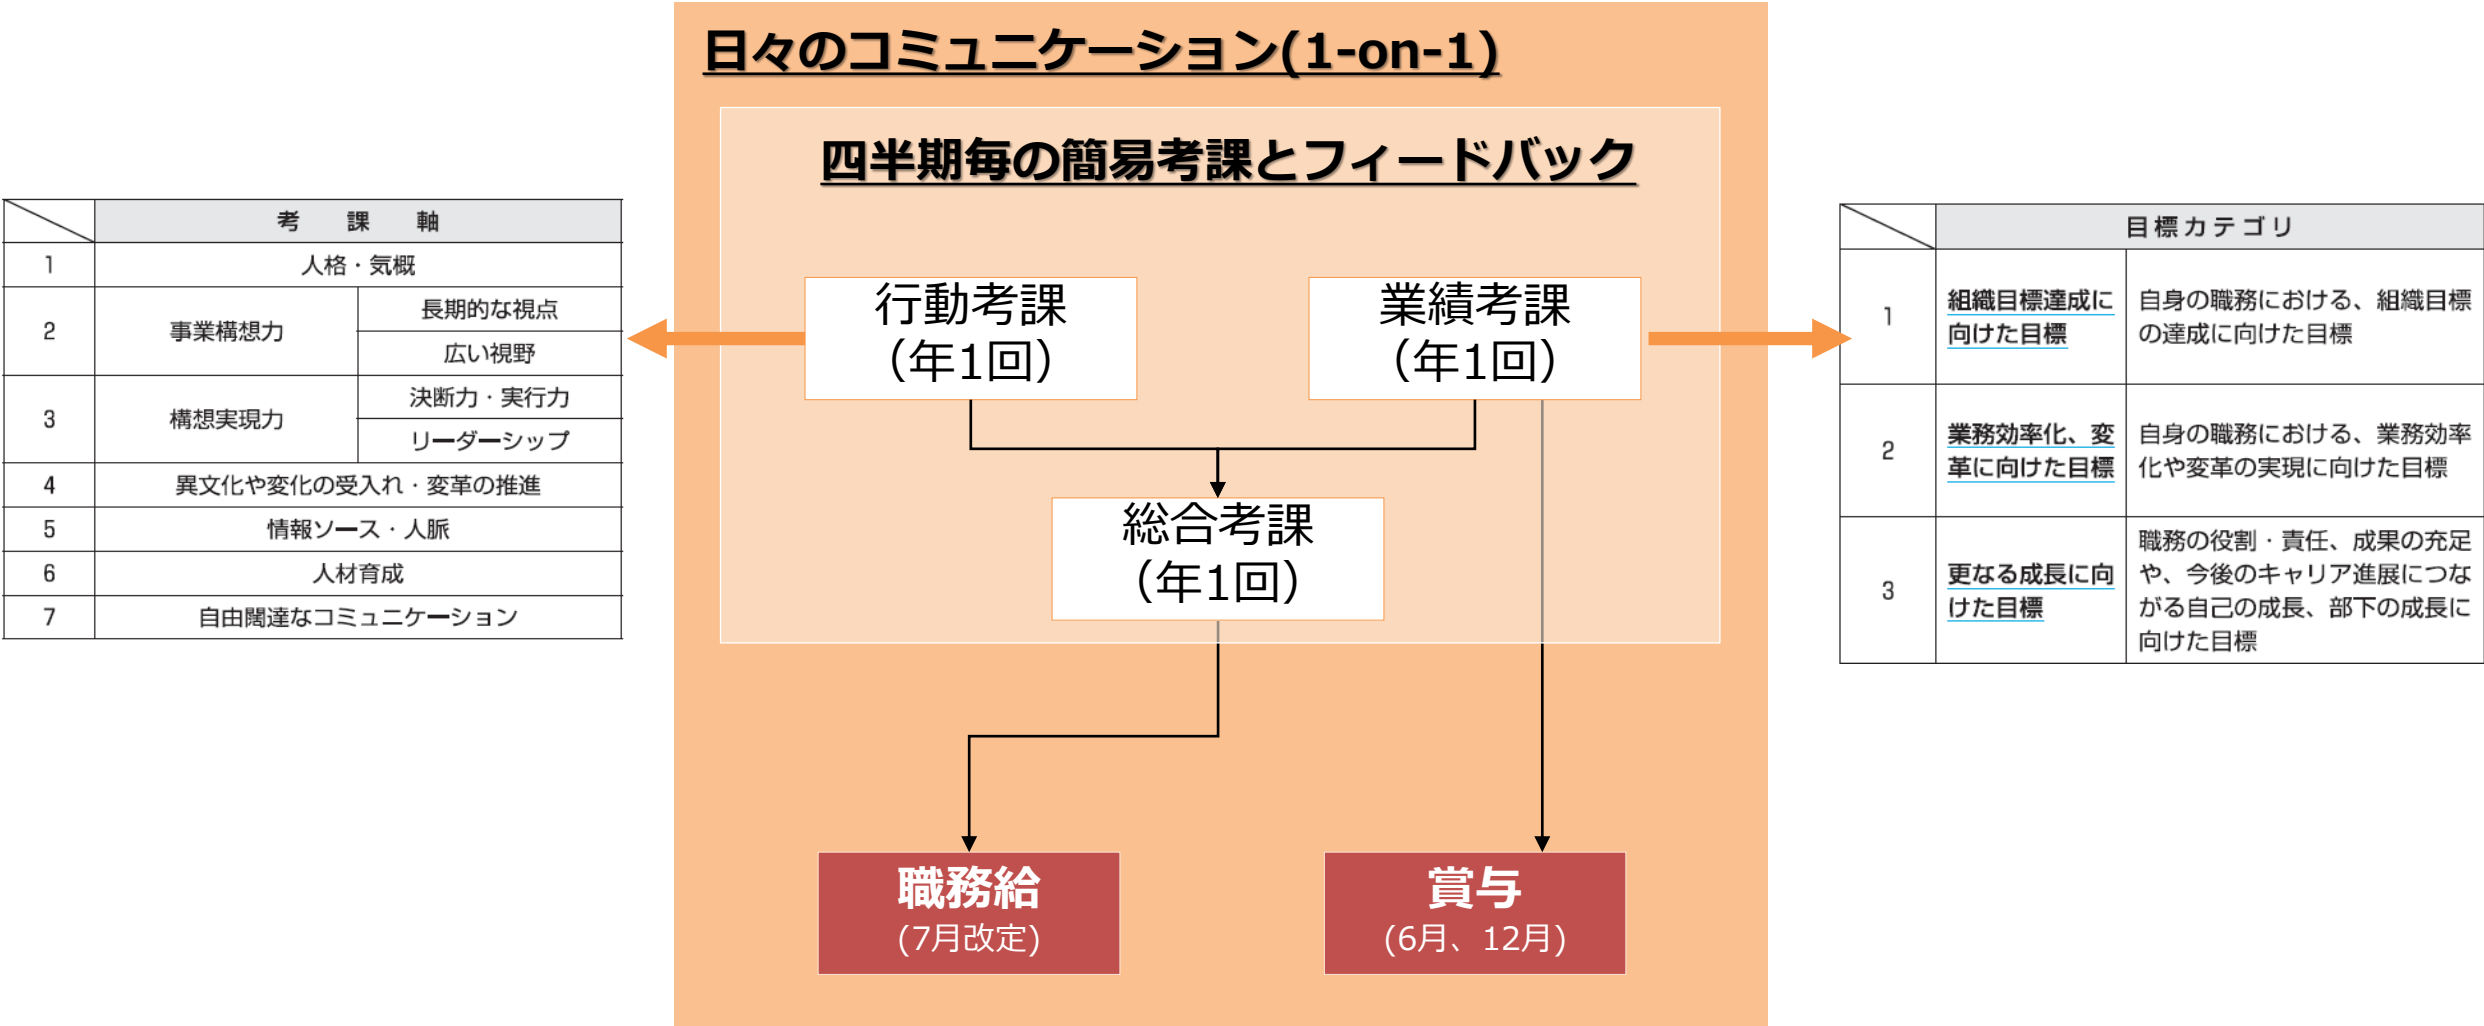 日々のコミュニケーション(1-on-1)
四半期毎の簡易考課とフィードバック
考　課　軸
1 人格・気概
2 事業構想力 長期的な視点
広い視野
3 構想実現力 決断力・実行力
リーダーシップ
4 異文化や変化の受入れ・変革の推進
5 情報ソース・人脈
6 人材育成
7 自由闊達なコミュニケーション
行動考課
（年1回）
業績考課
（年1回）
総合考課
（年1回）
職務給
(7月改定)
賞与
(6月、12月)
目標カテゴリ
1
組織目標達成に
向けた目標
自身の職務における、組織目標
の達成に向けた目標
2
業務効率化、変
革に向けた目標
自身の職務における、業務効率
化や変革の実現に向けた目標
3
更なる成長に向
けた目標
職務の役割・責任、成果の充足
や、今後のキャリア進展につな
がる自己の成長、部下の成長に
向けた目標